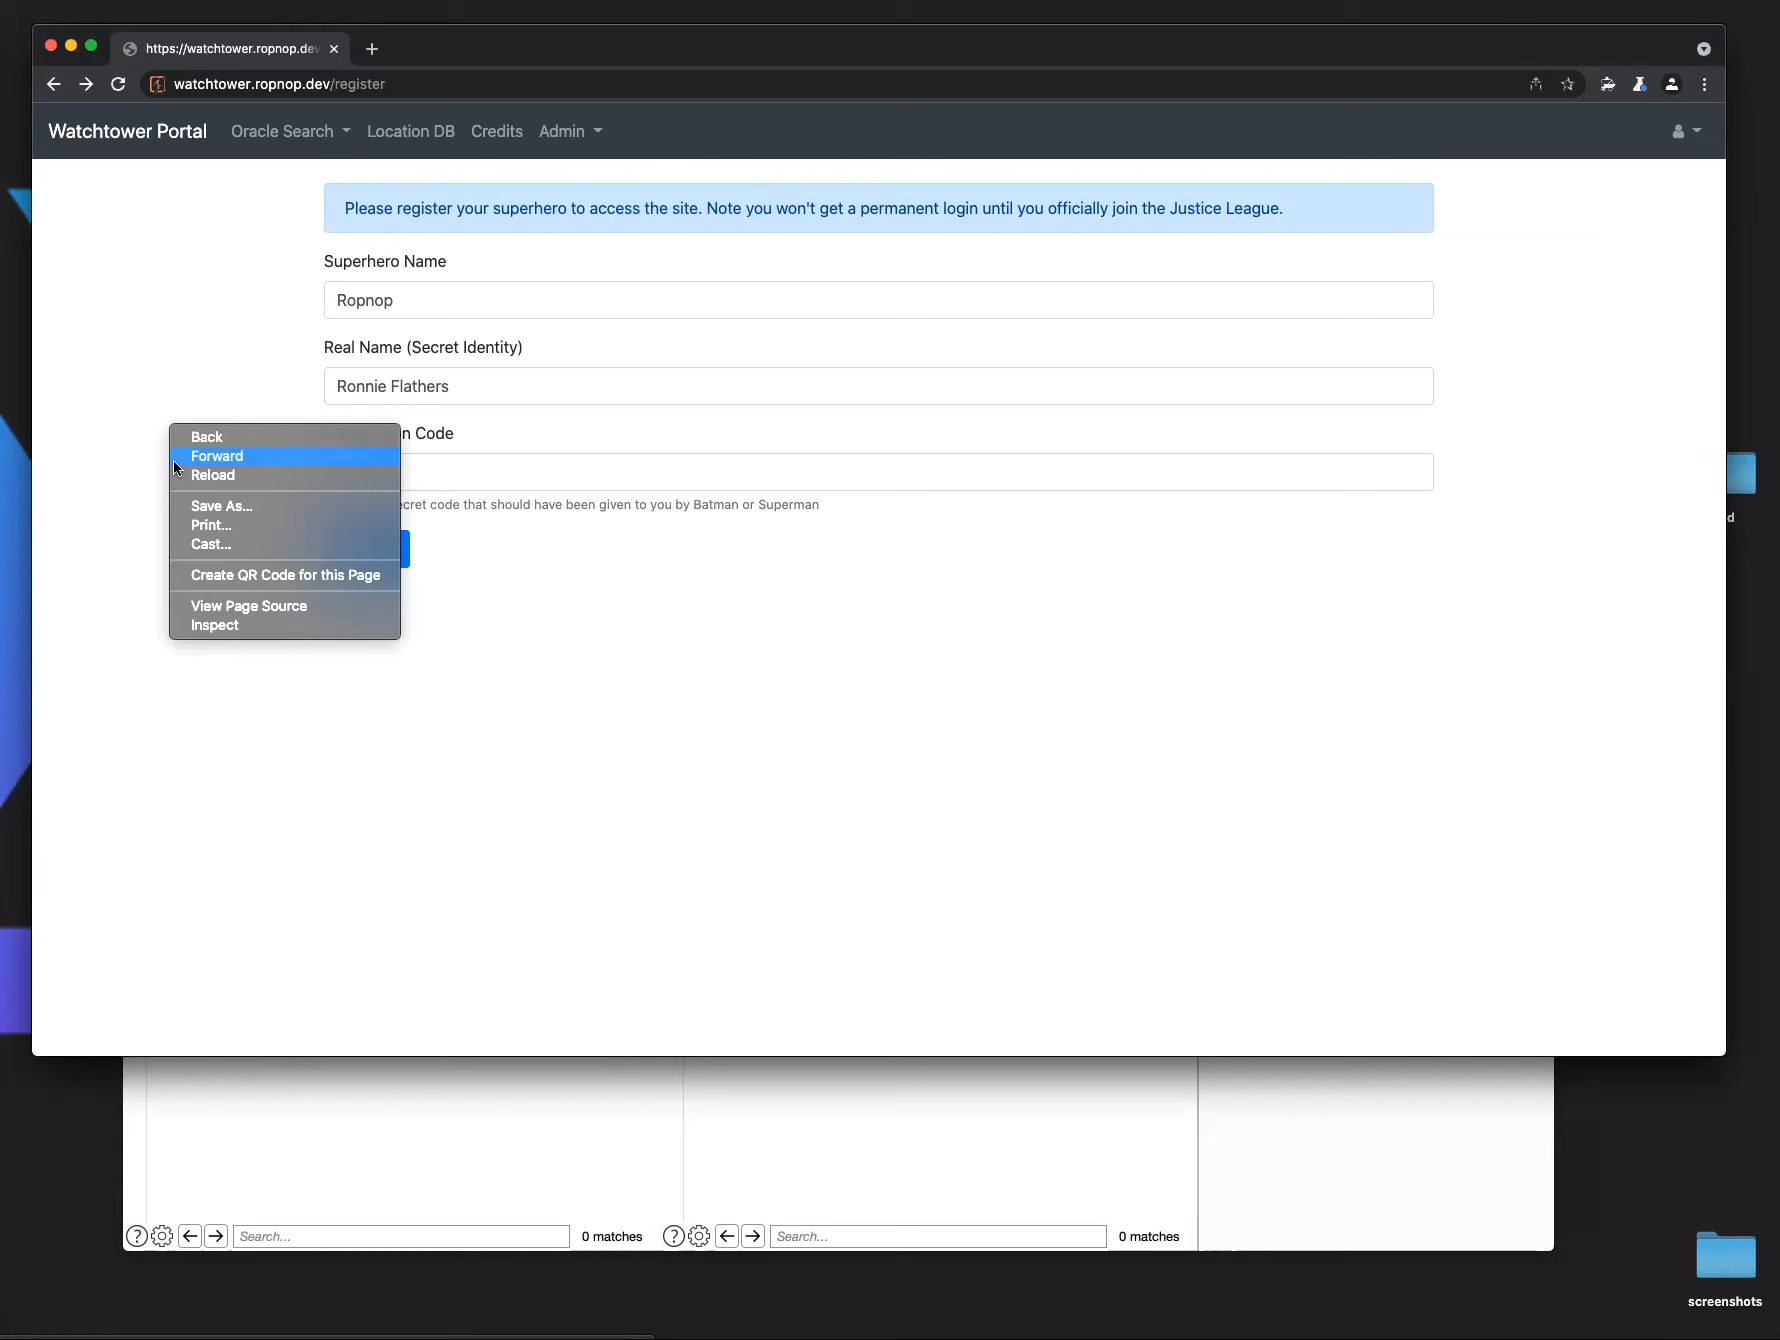 https://watchtower.ropnop.dev
watchtower.ropnop.dev/register
Watchtower Portal Oracle Search Location DB Credits Admin
Please register your superhero to access the site. Note you won't get a permanent login until you officially join the Justice League.
Superhero Name
Ropnop
Real Name (Secret Identity)
Ronnie Flathers
n Code
ecret code that should have been given to you by Batman or Superman
Back
Forward
Reload
Save As...
Print...
Cast...
Create QR Code for this Page
View Page Source
Inspect
d
Search... 0 matches Search... 0 matches
screenshots